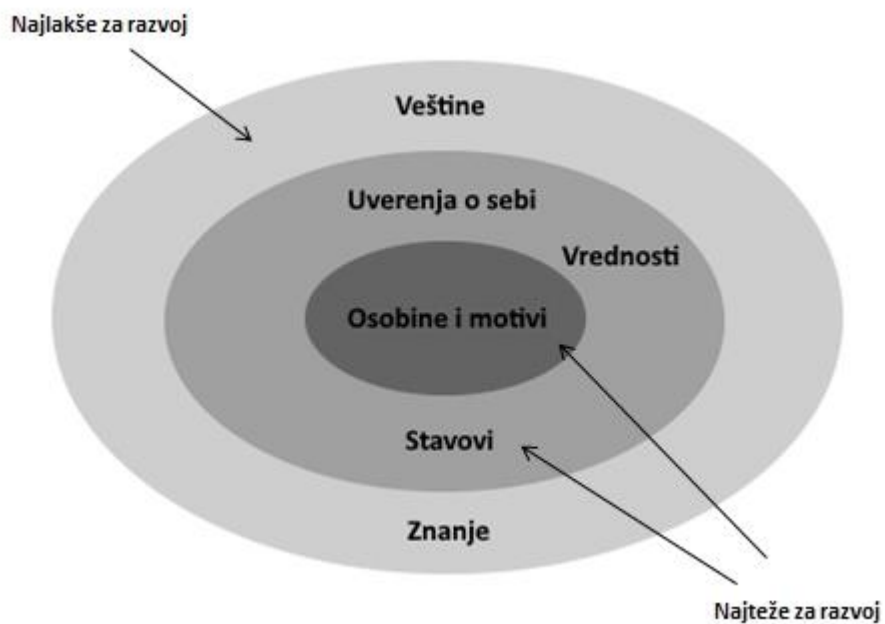 Najlakše za razvoj
Veštine
Uverenja o sebi
Vrednosti
Osobine i motivi
Stavovi
Znanje
Najteže za razvoj